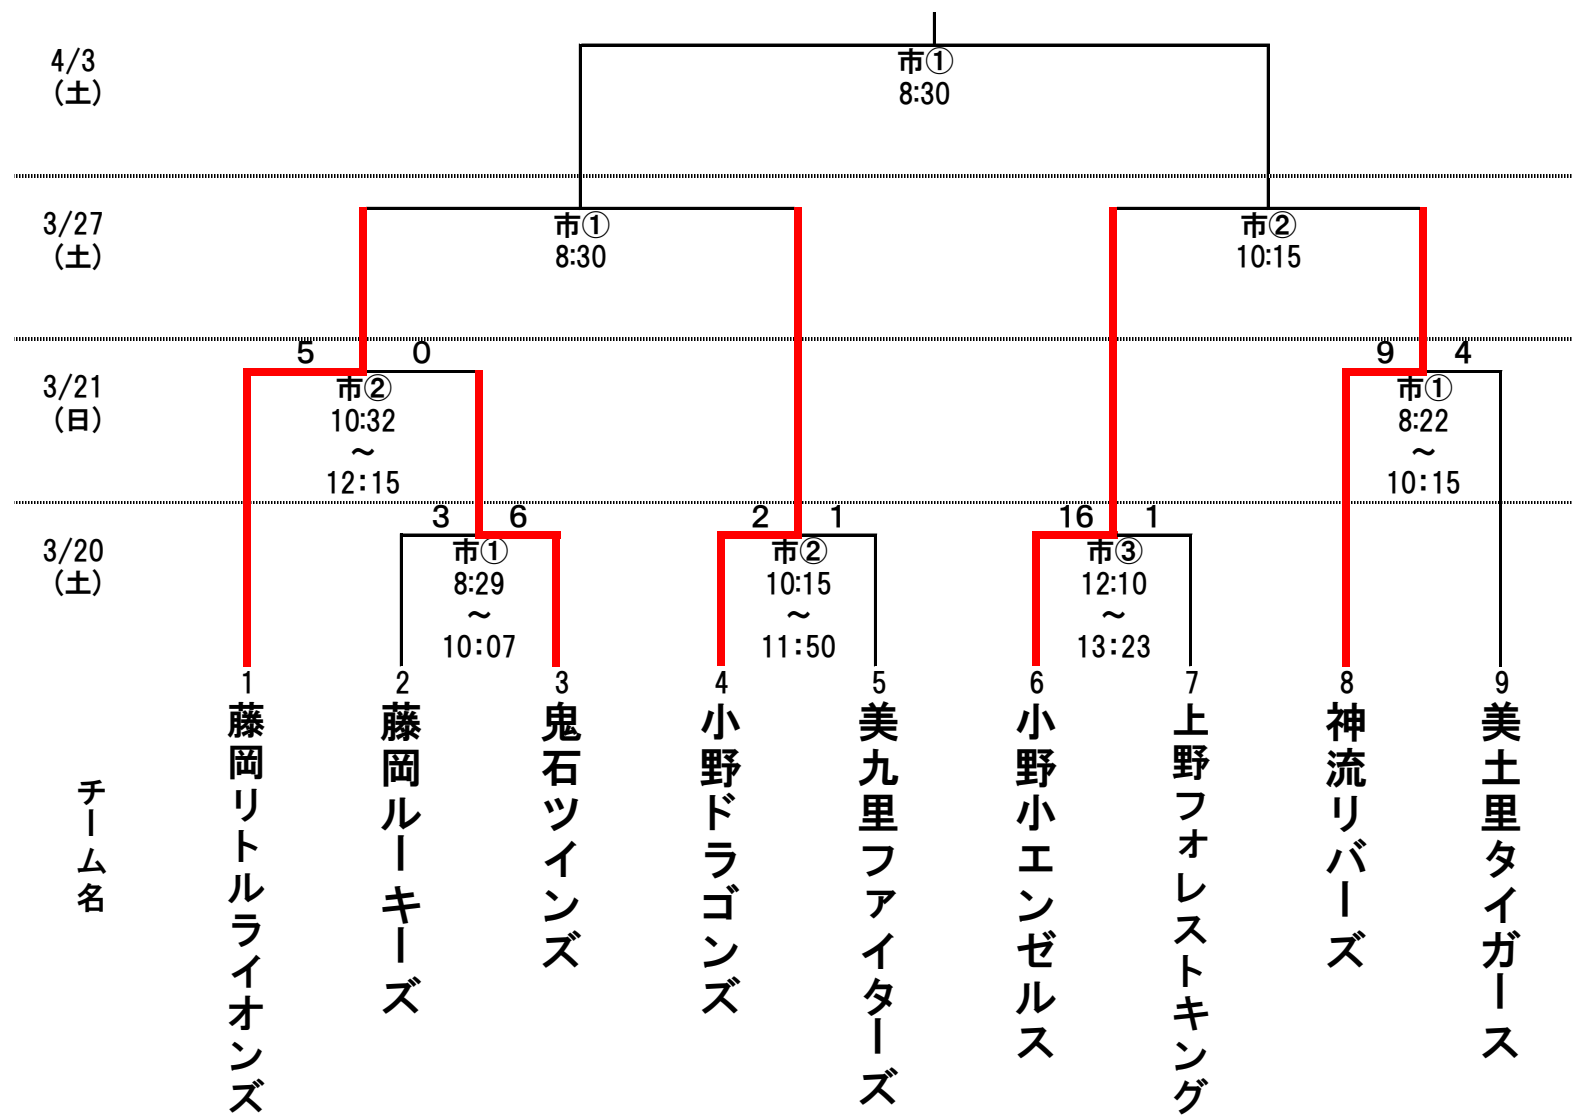 4/3
(土)
市①
8:30
3/27
(土)
市①
8:30
市②
10:15
3/21
(日)
5 0
市②
10:32
～
12:15
9 4
市①
8:22
～
10:15
3/20
(土)
3 6
市①
8:29
～
10:07
2 1
市②
10:15
～
11:50
16 1
市③
12:10
～
13:23
チーム名
1
藤岡リトルライオンズ
2
藤岡ルーキーズ
3
鬼石ツインズ
4
小野ドラゴンズ
5
美九里ファイターズ
6
小野小エンゼルス
7
上野フォレストキング
8
神流リバーズ
9
美土里タイガース